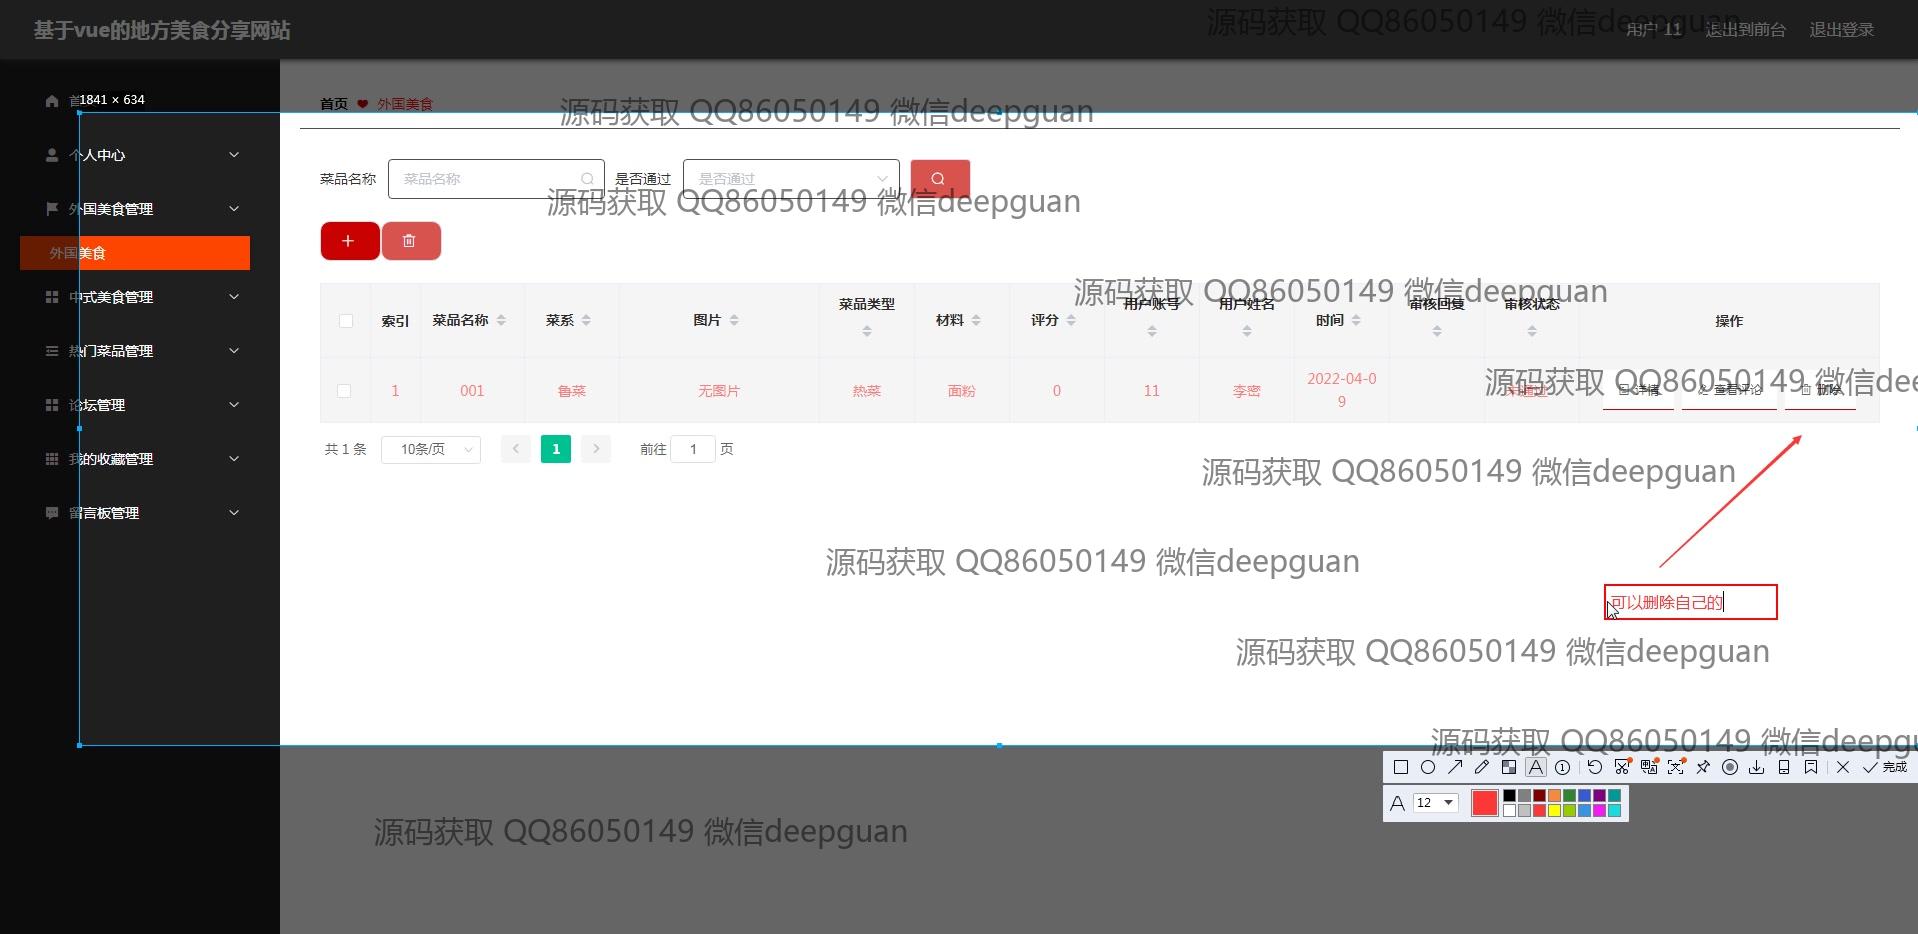 基于vue的地方美食分享网站
源码获取 QQ86050149 微信deepguan
用户 11 退出到前台 退出登录
首
1841 × 634
首页 外国美食
源码获取 QQ86050149 微信deepguan
个人中心
菜品名称 菜品名称 是否通过 是否通过
源码获取 QQ86050149 微信deepguan
外国美食管理
外国美食
中式美食管理
热门菜品管理
论坛管理
我的收藏管理
留言板管理
源码获取 QQ86050149 微信deepguan
索引 菜品名称 菜系 图片 菜品类型 材料 评分 用户账号 用户姓名 时间 审核回复 审核状态 操作
1 001 鲁菜 无图片 热菜 面粉 0 11 李密 2022-04-09 未通过 详情 查看评论 删除
源码获取 QQ86050149 微信dee
共 1 条 10条/页 1 前往 1 页
源码获取 QQ86050149 微信deepguan
源码获取 QQ86050149 微信deepguan
可以删除自己的
源码获取 QQ86050149 微信deepguan
源码获取 QQ86050149 微信deepgu
完成
A 12
源码获取 QQ86050149 微信deepguan